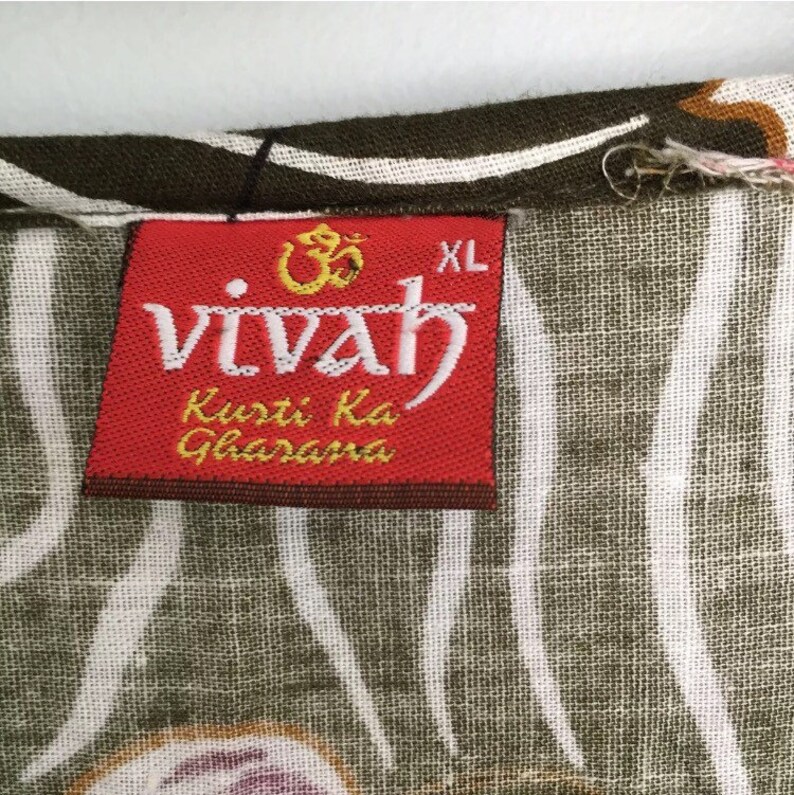 ॐ XL
vivah
Kurti Ka
Gharana